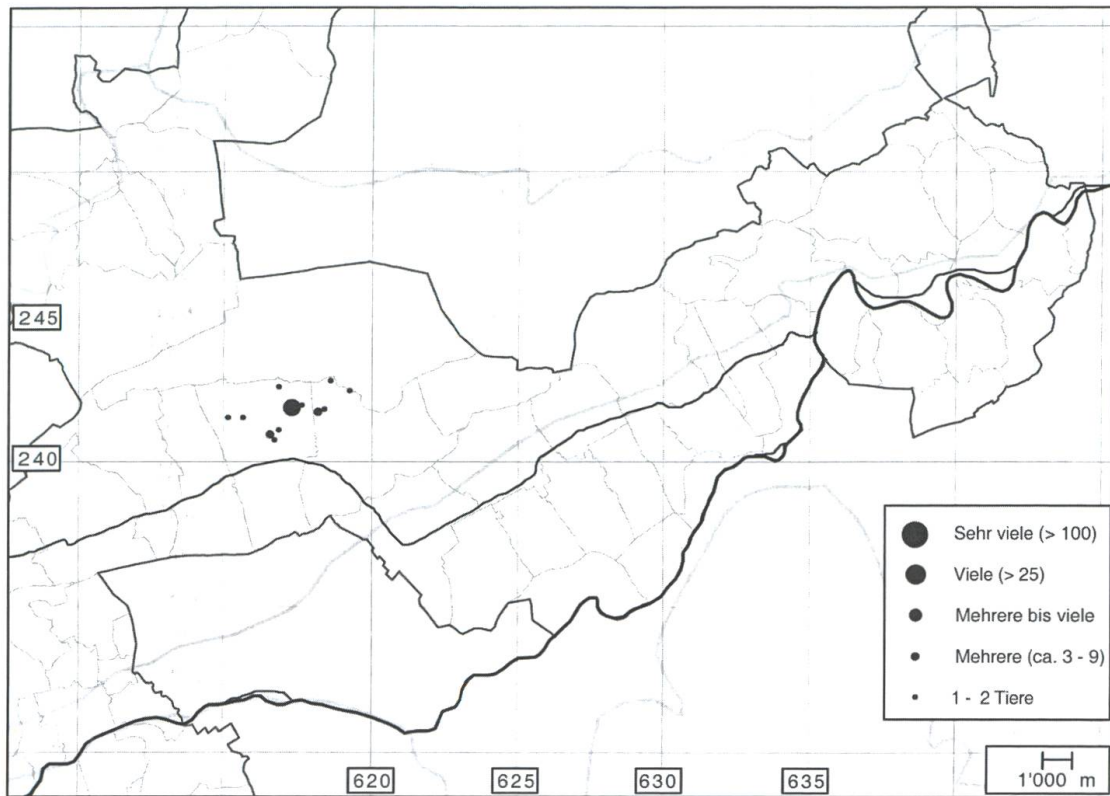 245
240
Sehr viele (> 100)
Viele (> 25)
Mehrere bis viele
Mehrere (ca. 3 - 9)
1 - 2 Tiere
620 625 630 635
1'000 m